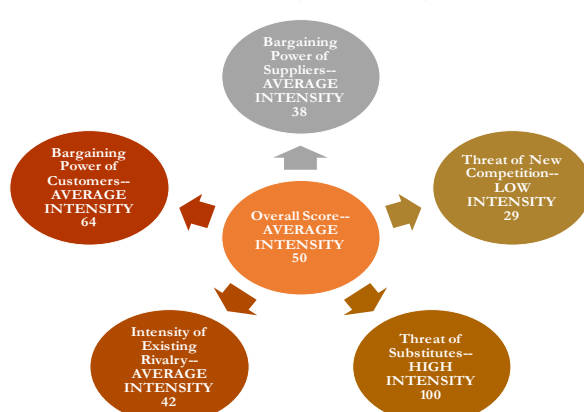 Bargaining
Power of
Suppliers--
AVERAGE
INTENSITY
38
Bargaining
Power of
Customers--
AVERAGE
INTENSITY
64
Threat of New
Competition--
LOW
INTENSITY
29
Overall Score--
AVERAGE
INTENSITY
50
Intensity of
Existing
Rivalry--
AVERAGE
INTENSITY
42
Threat of
Substitutes--
HIGH
INTENSITY
100